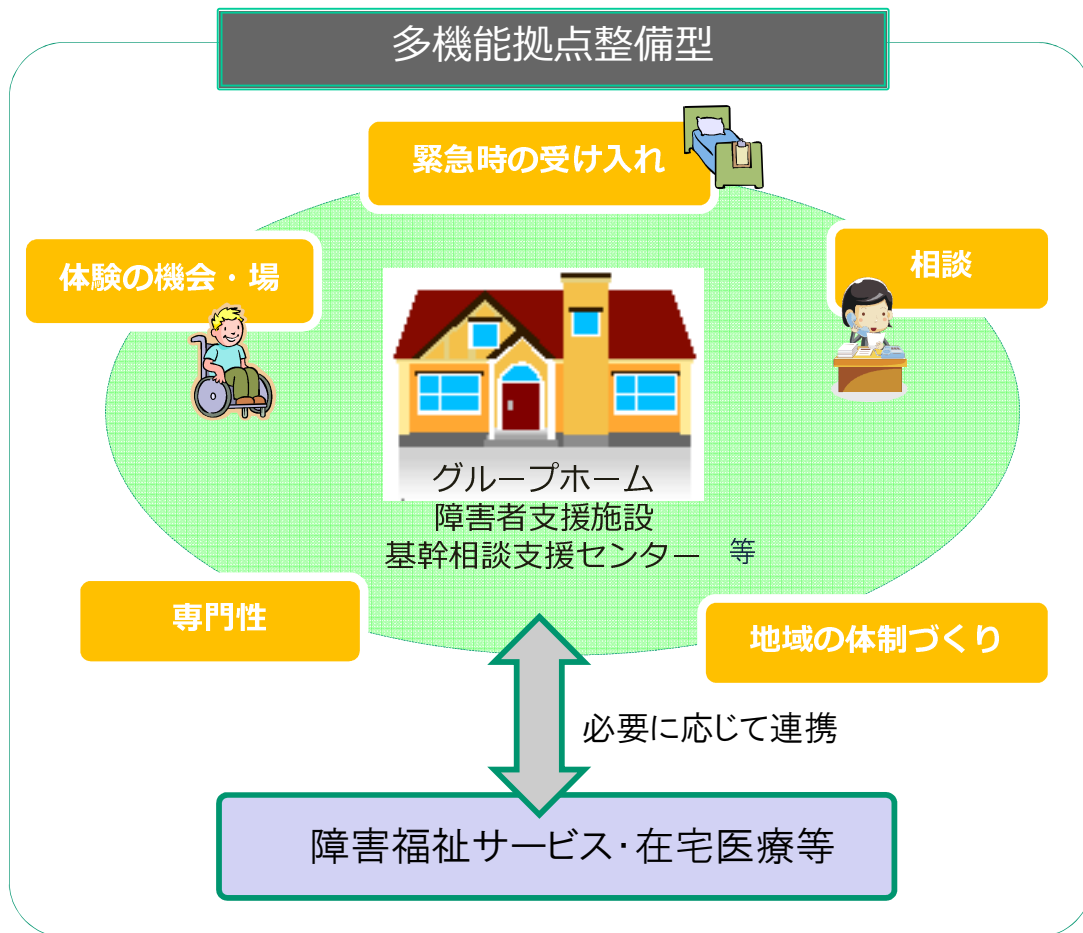 多機能拠点整備型
緊急時の受け入れ
体験の機会・場
相談
グループホーム
障害者支援施設
基幹相談支援センター 等
専門性
地域の体制づくり
必要に応じて連携
障害福祉サービス・在宅医療等